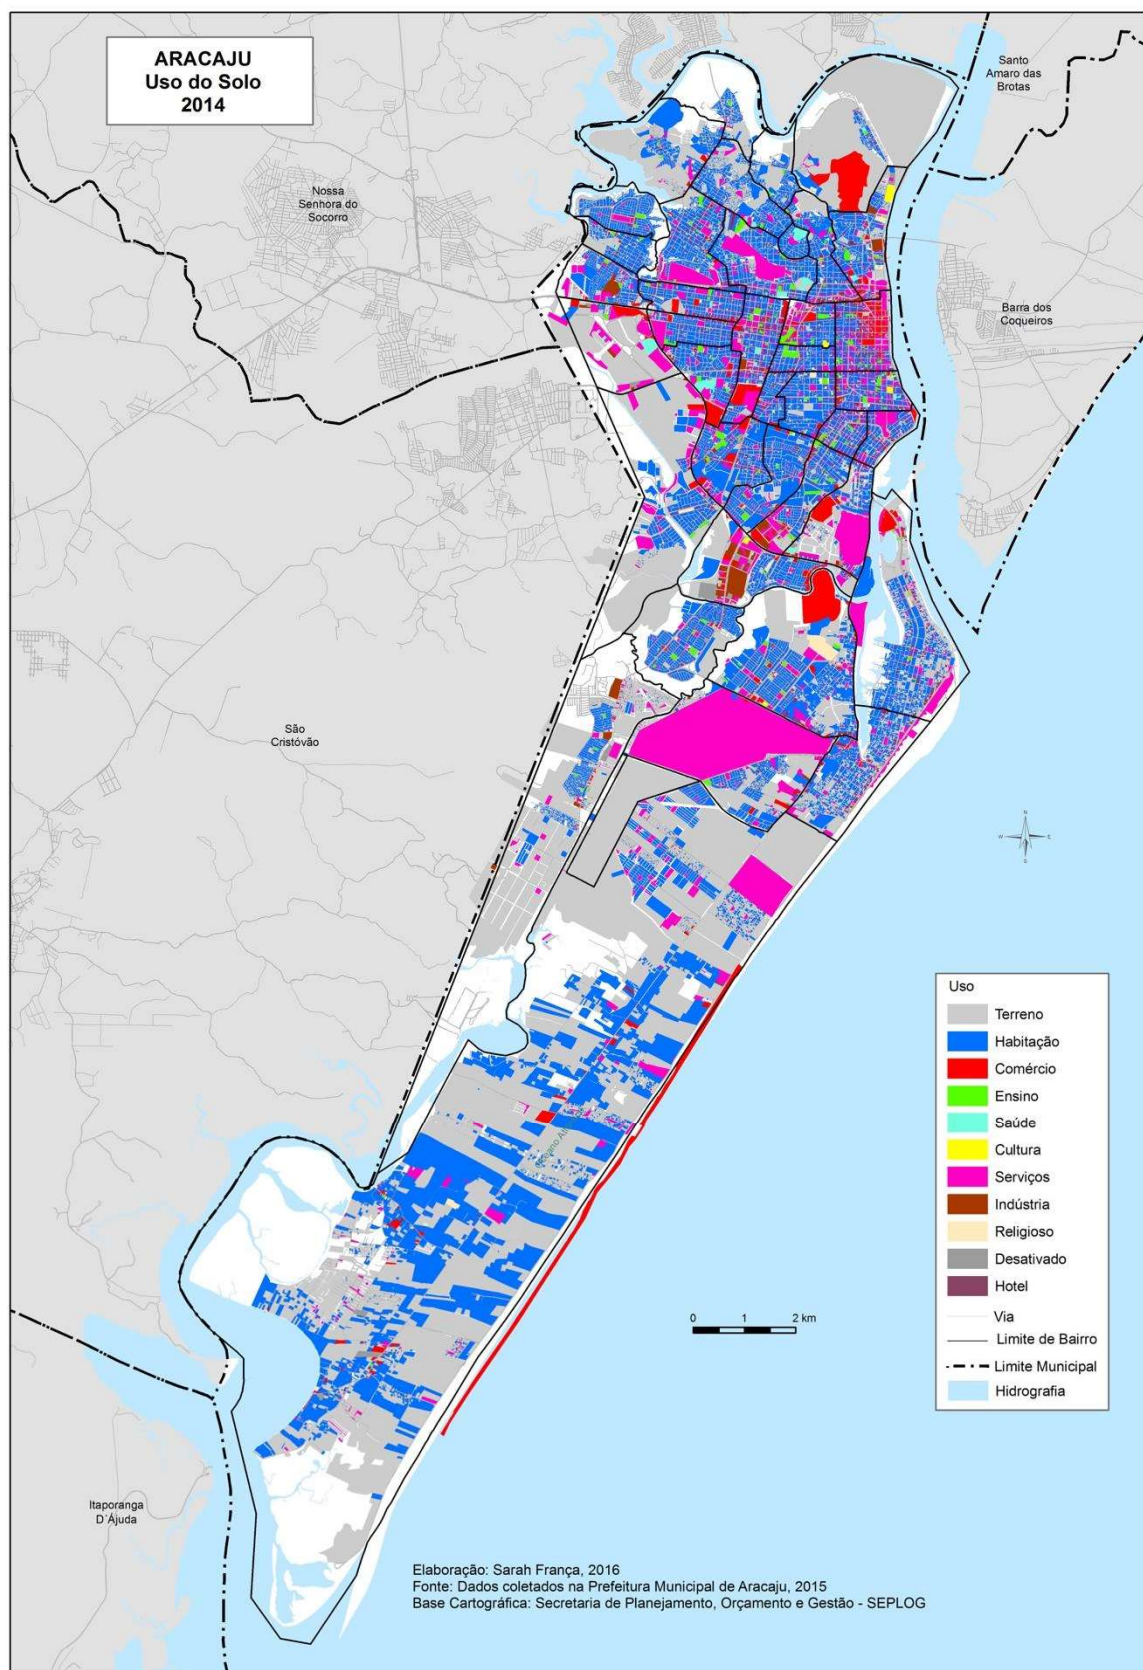 ARACAJU
Uso do Solo
2014
Santo
Amaro das
Brotas
Nossa
Senhora do
Socorro
Barra dos
Coqueiros
São
Cristóvão
N
W
E
S
Uso
Terreno
Habitação
Comércio
Ensino
Saúde
Cultura
Serviços
Indústria
Religioso
Desativado
Hotel
Via
Limite de Bairro
Limite Municipal
Hidrografia
0 1 2 km
Itaporanga
D´Ájuda
Elaboração: Sarah França, 2016
Fonte: Dados coletados na Prefeitura Municipal de Aracaju, 2015
Base Cartográfica: Secretaria de Planejamento, Orçamento e Gestão - SEPLOG